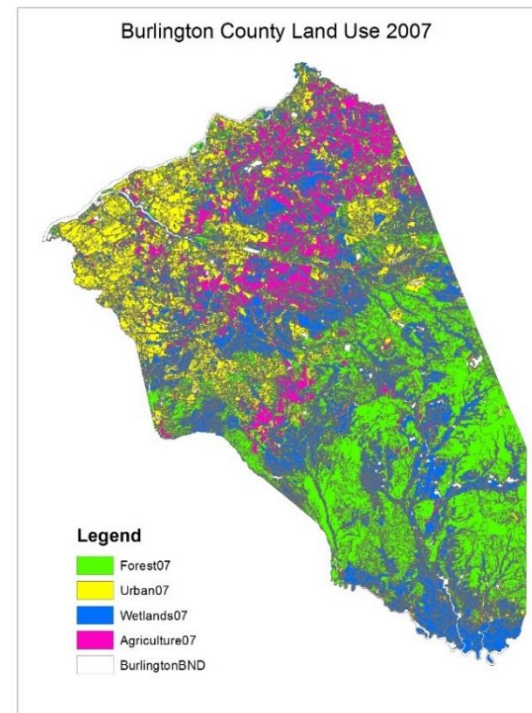 Burlington County Land Use 2007
Legend
Forest07
Urban07
Wetlands07
Agriculture07
BurlingtonBND